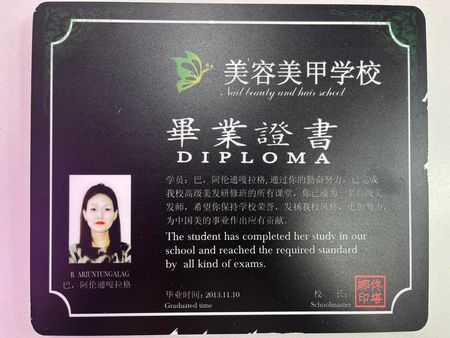 美容美甲学校
Nail beauty and hair school
畢業證書
DIPLOMA
学员：巴，阿伦通嘎拉格,通过你的勤奋努力，已完成
我校高级美发研修班的所有课堂，你已成为一名高级美
发师，希望你保持学校荣誉，发扬我校风格，更加努力，
为中国美的事业作出应有贡献.
The student has completed her study in our
school and reached the required standard
by all kind of exams.
B. ARIUNTUNGALAG
巴，阿伦通嘎拉格
毕业时间：2013.11.10
Graduated time
校 长：
Schoolmaster